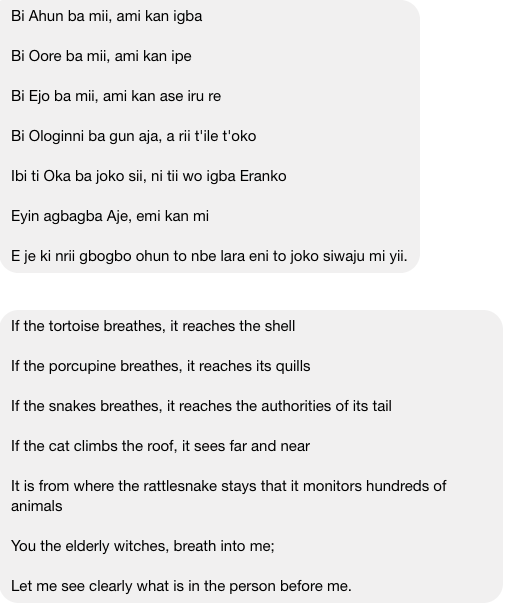 Bi Ahun ba mii, ami kan igba
Bi Oore ba mii, ami kan ipe
Bi Ejo ba mii, ami kan ase iru re
Bi Ologinni ba gun aja, a rii t'ile t'oko
Ibi ti Oka ba joko sii, ni tii wo igba Eranko
Eyin agbagba Aje, emi kan mi
E je ki nrii gbogbo ohun to nbe lara eni to joko siwaju mi yii.
If the tortoise breathes, it reaches the shell
If the porcupine breathes, it reaches its quills
If the snakes breathes, it reaches the authorities of its tail
If the cat climbs the roof, it sees far and near
It is from where the rattlesnake stays that it monitors hundreds of
animals
You the elderly witches, breath into me;
Let me see clearly what is in the person before me.